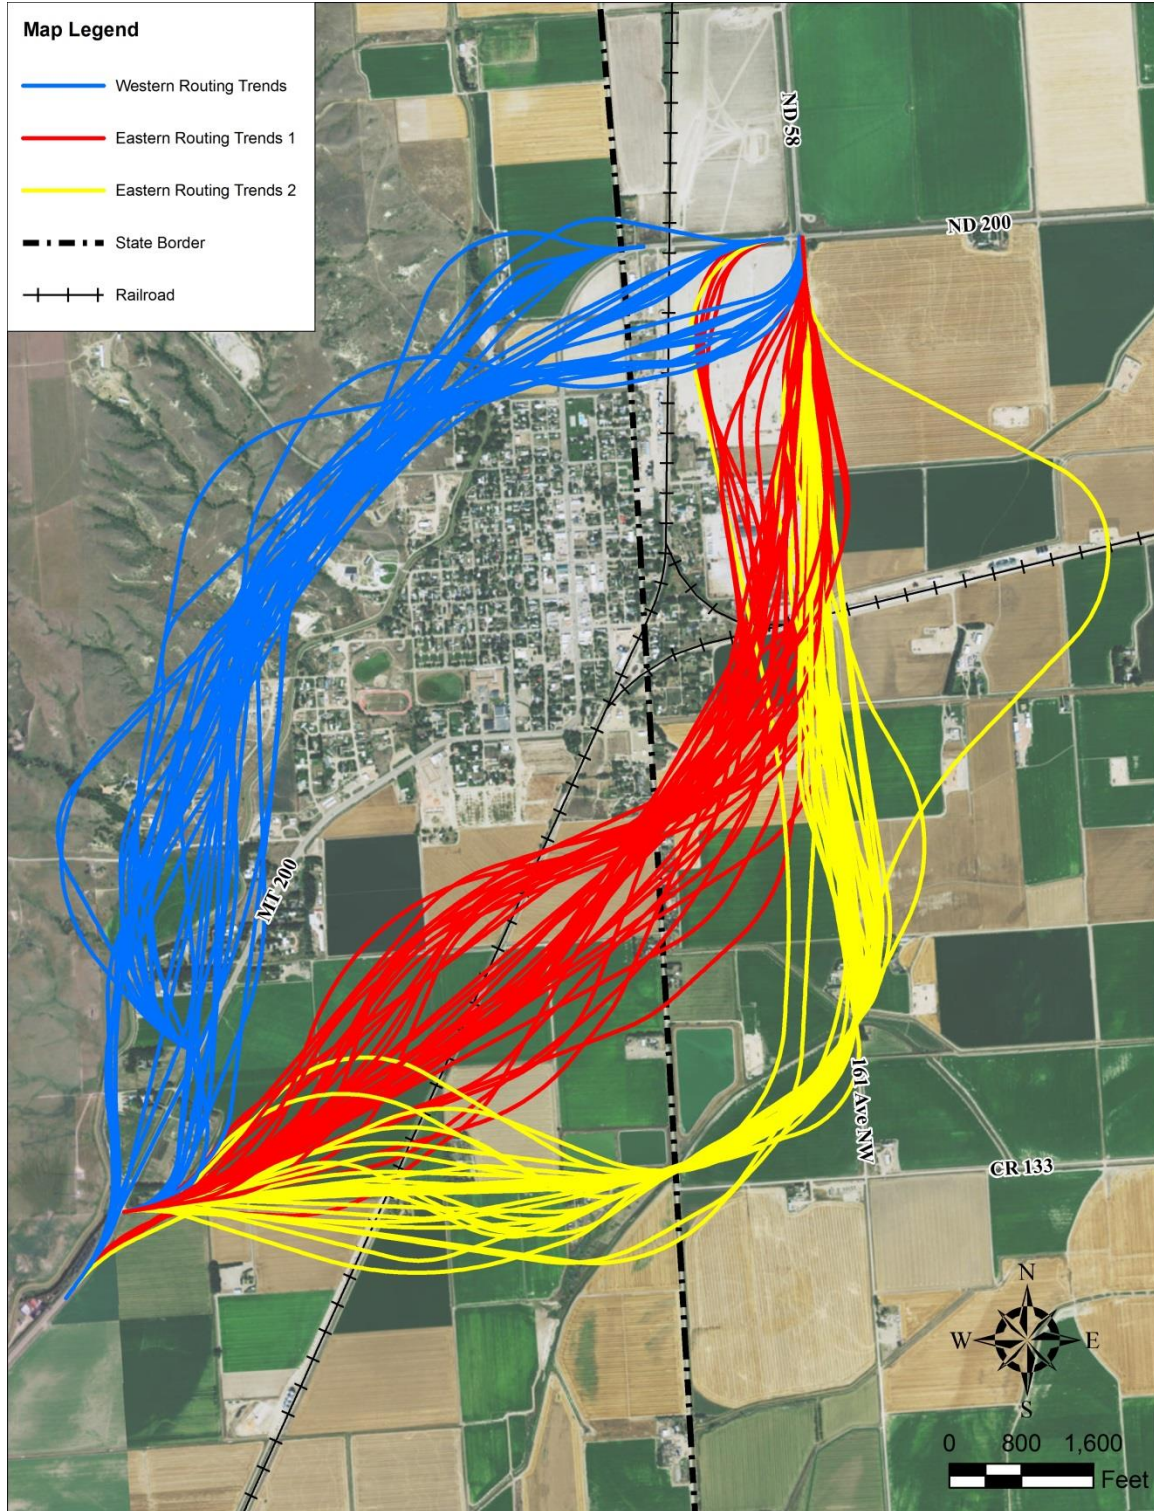 Map Legend
Western Routing Trends
Eastern Routing Trends 1
Eastern Routing Trends 2
State Border
Railroad
ND 58
ND 200
MT 200
161 Ave NW
CR 133
N
W E
S
0 800 1,600
Feet